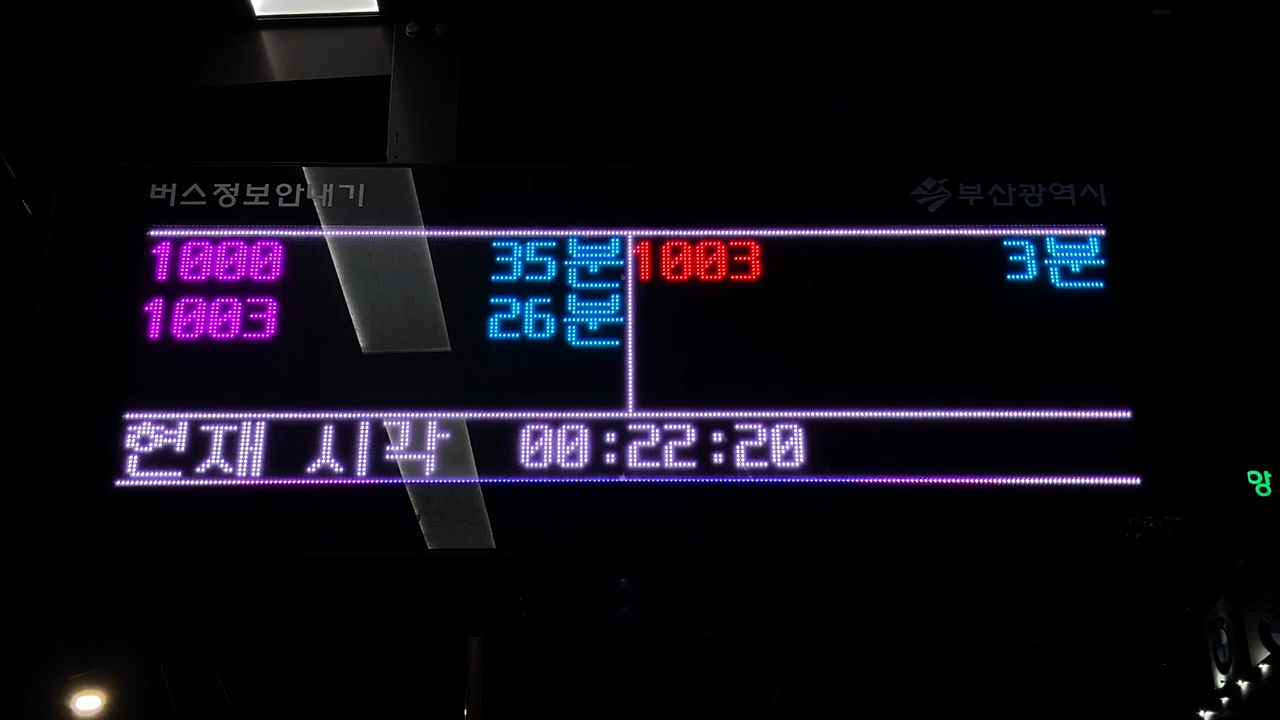 버스정보안내기
부산광역시
1000 35분
1003 26분
1003 3분
현재 시각 00:22:20
앙